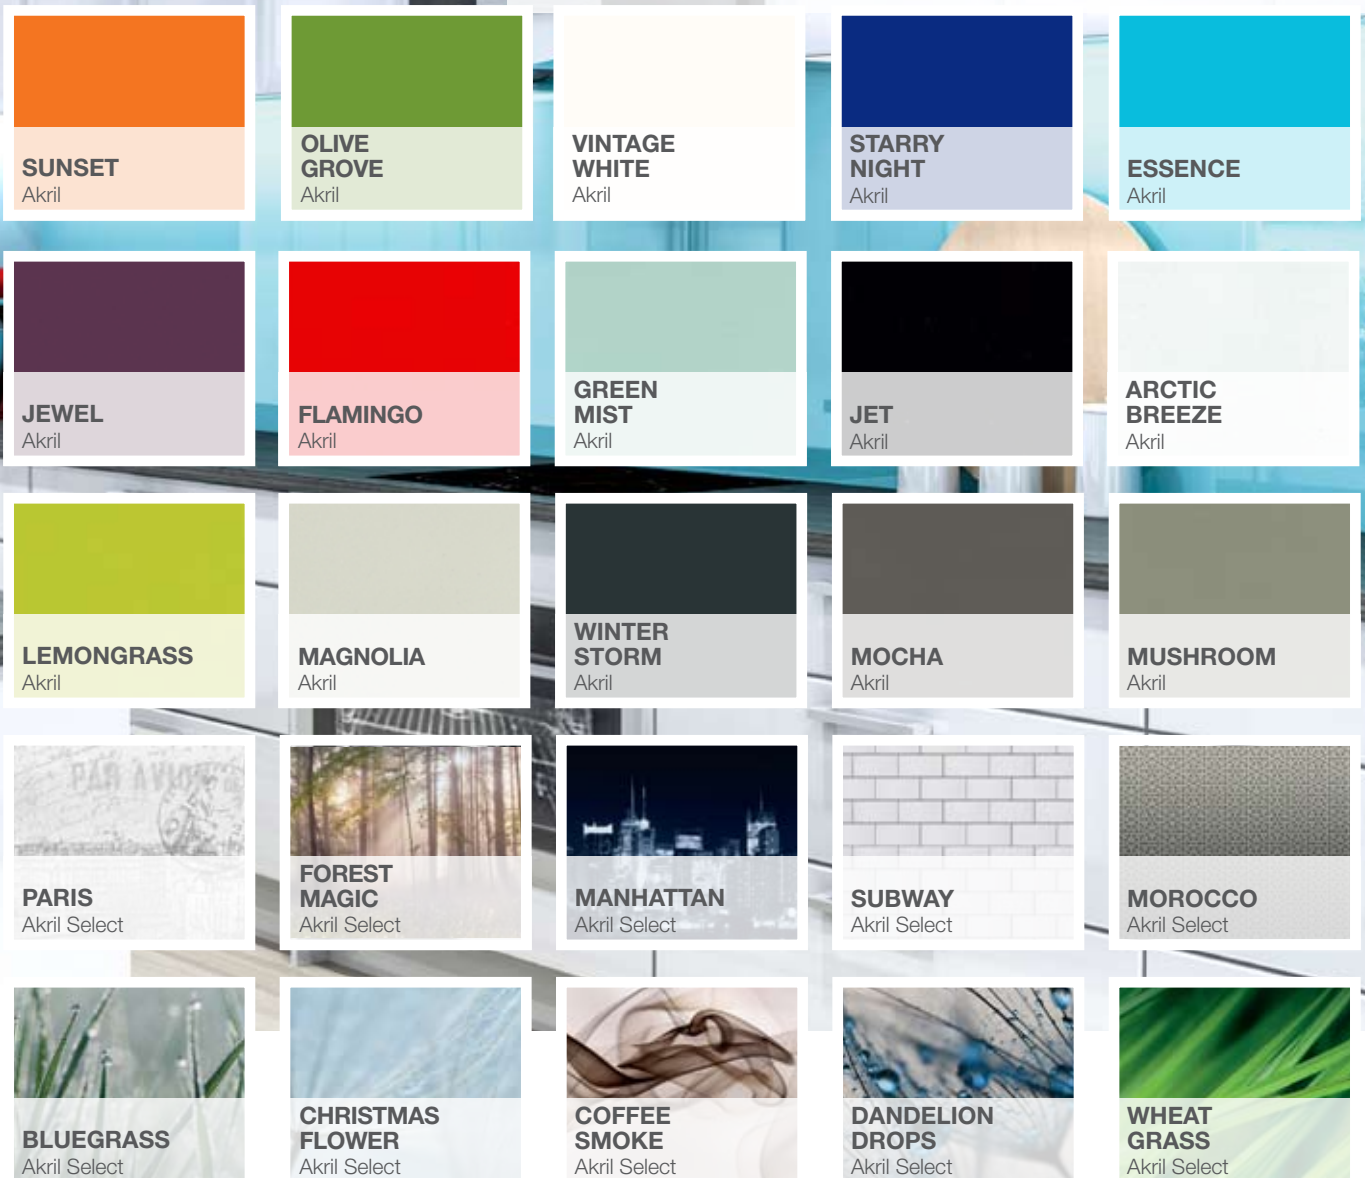 SUNSET
Akril
OLIVE
GROVE
Akril
VINTAGE
WHITE
Akril
STARRY
NIGHT
Akril
ESSENCE
Akril
JEWEL
Akril
FLAMINGO
Akril
GREEN
MIST
Akril
JET
Akril
ARCTIC
BREEZE
Akril
LEMONGRASS
Akril
MAGNOLIA
Akril
WINTER
STORM
Akril
MOCHA
Akril
MUSHROOM
Akril
PAR AVION
PARIS
Akril Select
FOREST
MAGIC
Akril Select
MANHATTAN
Akril Select
SUBWAY
Akril Select
MOROCCO
Akril Select
BLUEGRASS
Akril Select
CHRISTMAS
FLOWER
Akril Select
COFFEE
SMOKE
Akril Select
DANDELION
DROPS
Akril Select
WHEAT
GRASS
Akril Select